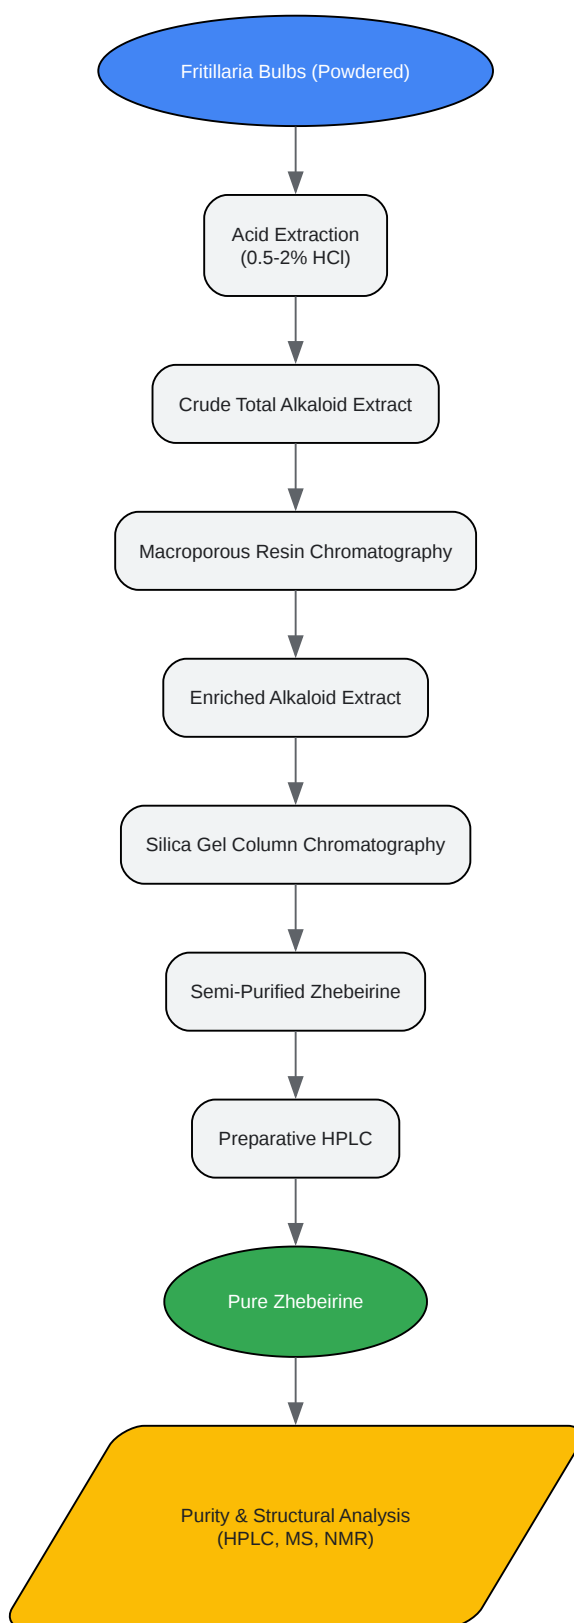 Fritillaria Bulbs (Powdered)
Acid Extraction
(0.5-2% HCl)
Crude Total Alkaloid Extract
Macroporous Resin Chromatography
Enriched Alkaloid Extract
Silica Gel Column Chromatography
Semi-Purified Zhebeirine
Preparative HPLC
Pure Zhebeirine
Purity & Structural Analysis
(HPLC, MS, NMR)